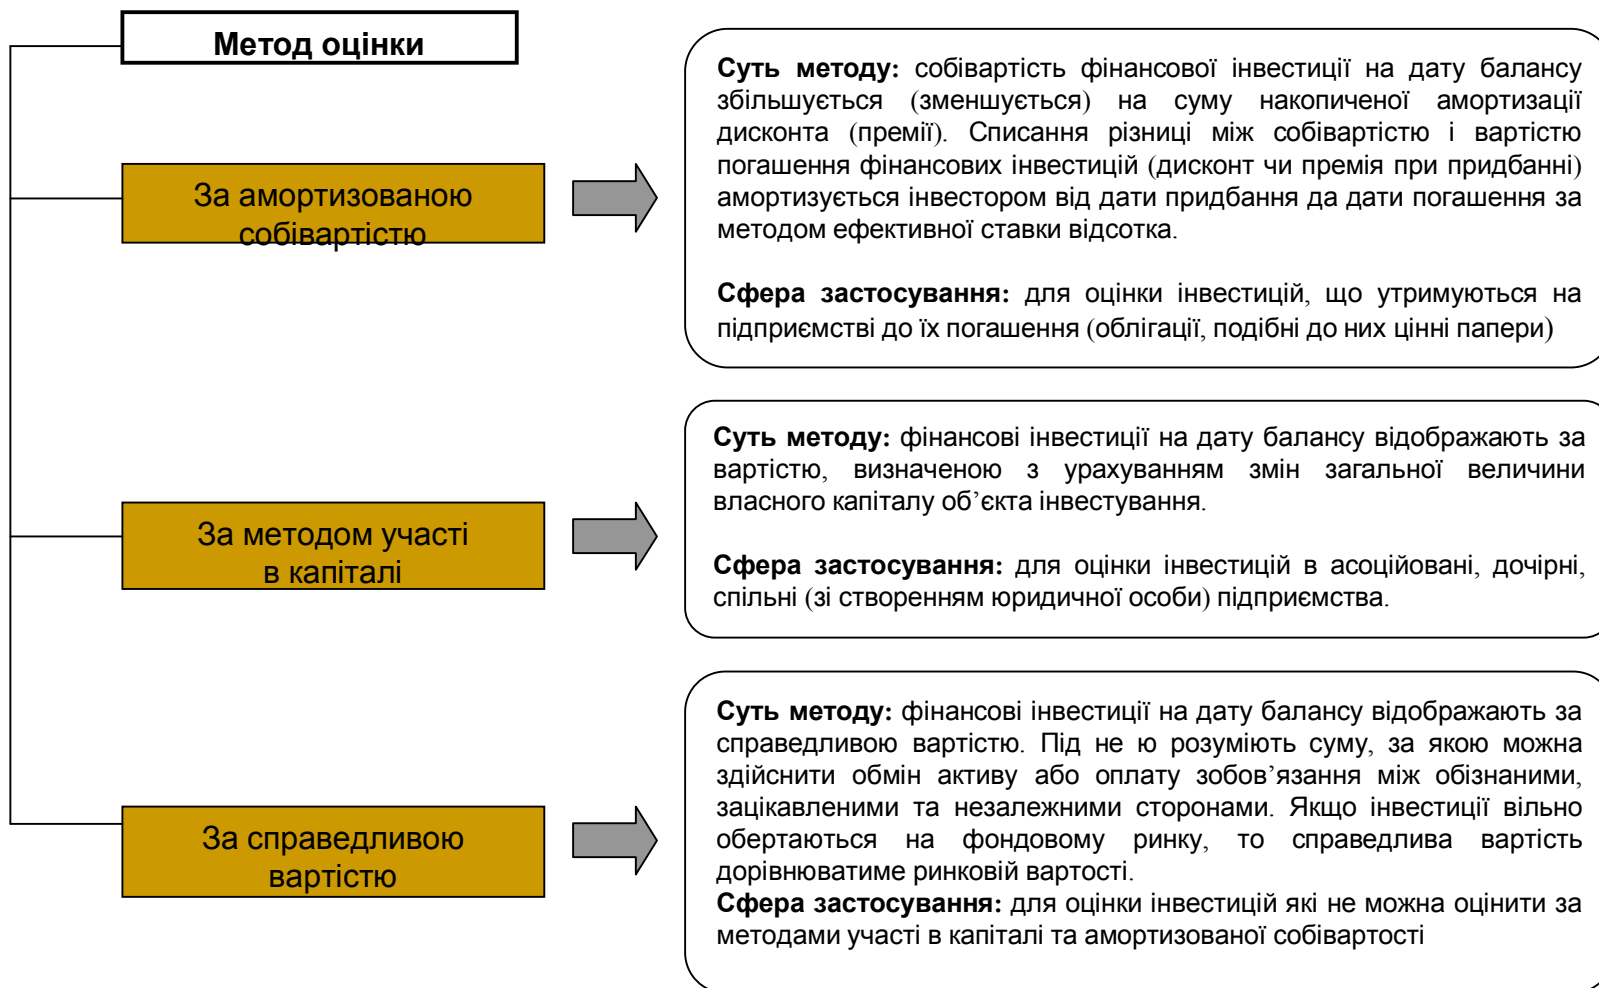 Метод оцінки
За амортизованою
собівартістю
Суть методу: собівартість фінансової інвестиції на дату балансу
збільшується (зменшується) на суму накопиченої амортизації
дисконта (премії). Списання різниці між собівартістю і вартістю
погашення фінансових інвестицій (дисконт чи премія при придбанні)
амортизується інвестором від дати придбання да дати погашення за
методом ефективної ставки відсотка.
Сфера застосування: для оцінки інвестицій, що утримуються на
підприємстві до їх погашення (облігації, подібні до них цінні папери)
За методом участі
в капіталі
Суть методу: фінансові інвестиції на дату балансу відображають за
вартістю, визначеною з урахуванням змін загальної величини
власного капіталу об’єкта інвестування.
Сфера застосування: для оцінки інвестицій в асоційовані, дочірні,
спільні (зі створенням юридичної особи) підприємства.
За справедливою
вартістю
Суть методу: фінансові інвестиції на дату балансу відображають за
справедливою вартістю. Під не ю розуміють суму, за якою можна
здійснити обмін активу або оплату зобов’язання між обізнаними,
зацікавленими та незалежними сторонами. Якщо інвестиції вільно
обертаються на фондовому ринку, то справедлива вартість
дорівнюватиме ринковій вартості.
Сфера застосування: для оцінки інвестицій які не можна оцінити за
методами участі в капіталі та амортизованої собівартості